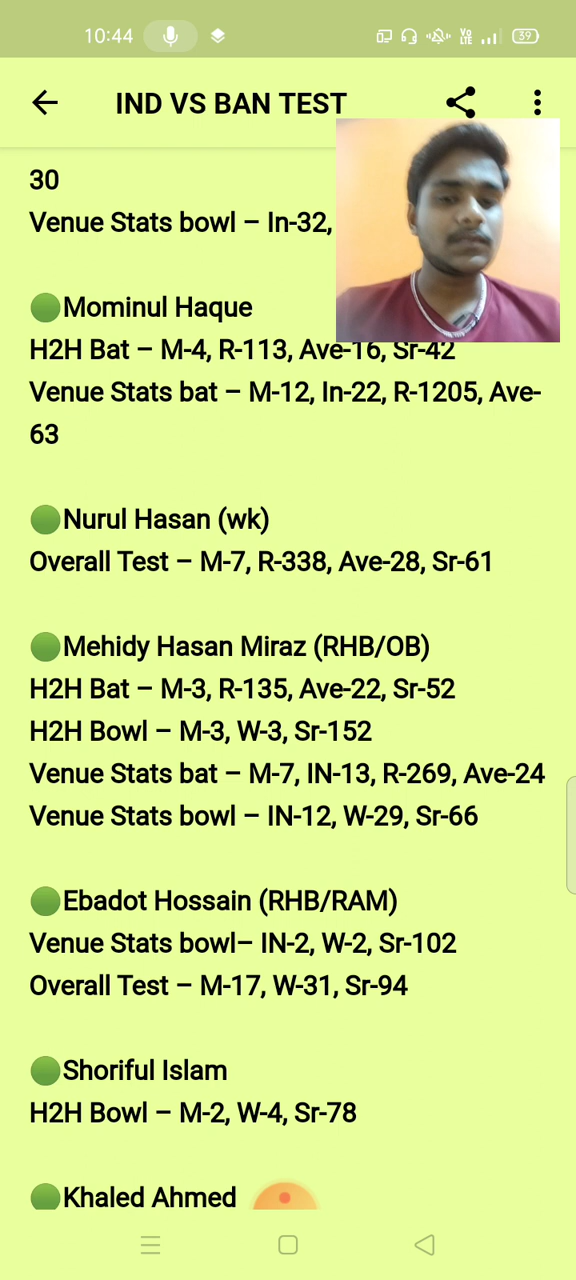 10:44
VO
LTE
39
IND VS BAN TEST
30
Venue Stats bowl – In-32,
Mominul Haque
H2H Bat – M-4, R-113, Ave-16, Sr-42
Venue Stats bat – M-12, In-22, R-1205, Ave-
63
Nurul Hasan (wk)
Overall Test – M-7, R-338, Ave-28, Sr-61
Mehidy Hasan Miraz (RHB/OB)
H2H Bat – M-3, R-135, Ave-22, Sr-52
H2H Bowl – M-3, W-3, Sr-152
Venue Stats bat – M-7, IN-13, R-269, Ave-24
Venue Stats bowl – IN-12, W-29, Sr-66
Ebadot Hossain (RHB/RAM)
Venue Stats bowl– IN-2, W-2, Sr-102
Overall Test – M-17, W-31, Sr-94
Shoriful Islam
H2H Bowl – M-2, W-4, Sr-78
Khaled Ahmed